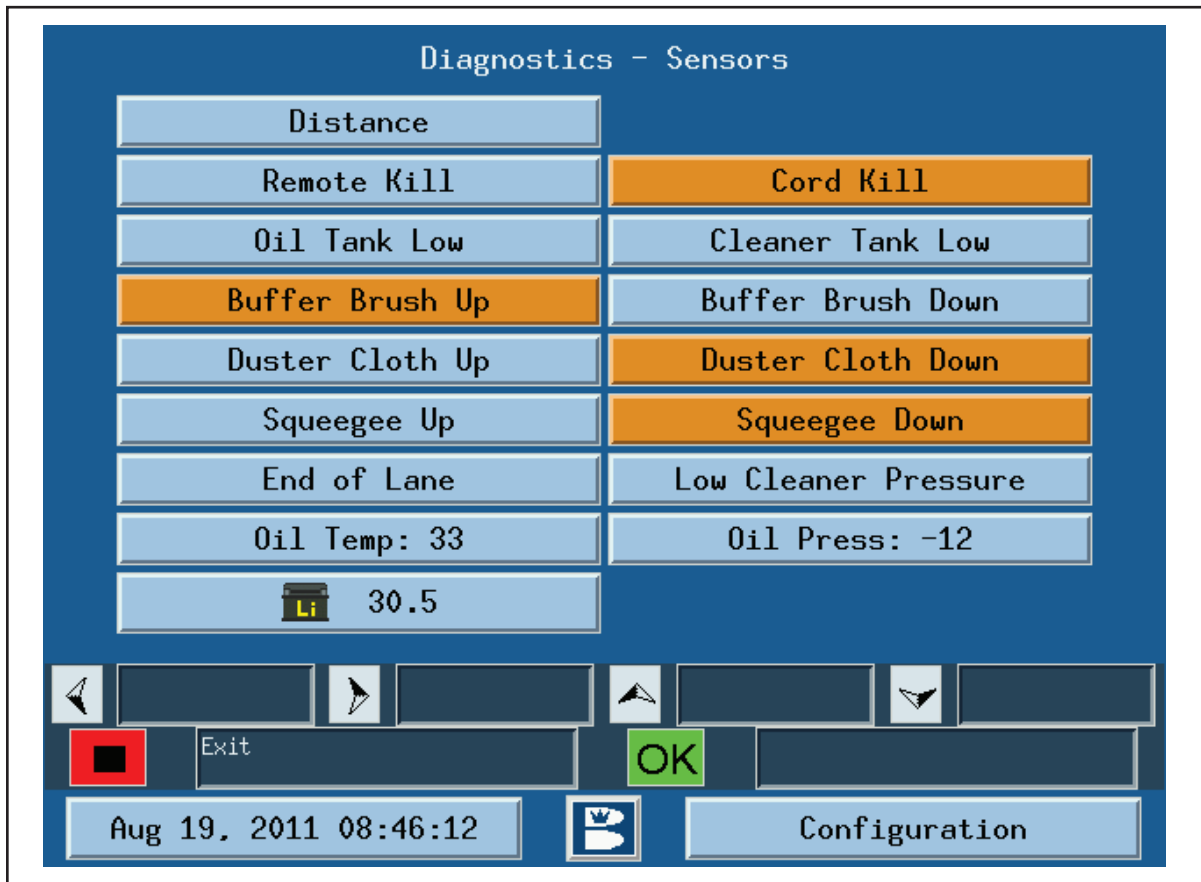 Diagnostics - Sensors
Distance
Remote Kill
Cord Kill
Oil Tank Low
Cleaner Tank Low
Buffer Brush Up
Buffer Brush Down
Duster Cloth Up
Duster Cloth Down
Squeegee Up
Squeegee Down
End of Lane
Low Cleaner Pressure
Oil Temp: 33
Oil Press: -12
Li 30.5
Exit
OK
Aug 19, 2011 08:46:12
Configuration